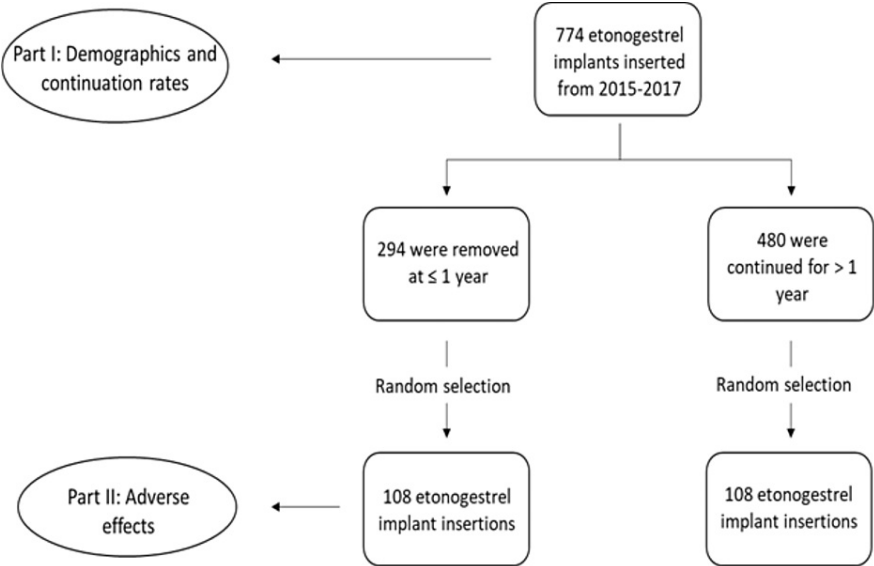 Part I: Demographics and
continuation rates
774 etonogestrel
implants inserted
from 2015-2017
294 were removed
at ≤ 1 year
480 were
continued for > 1
year
Random selection
Random selection
Part II: Adverse
effects
108 etonogestrel
implant insertions
108 etonogestrel
implant insertions